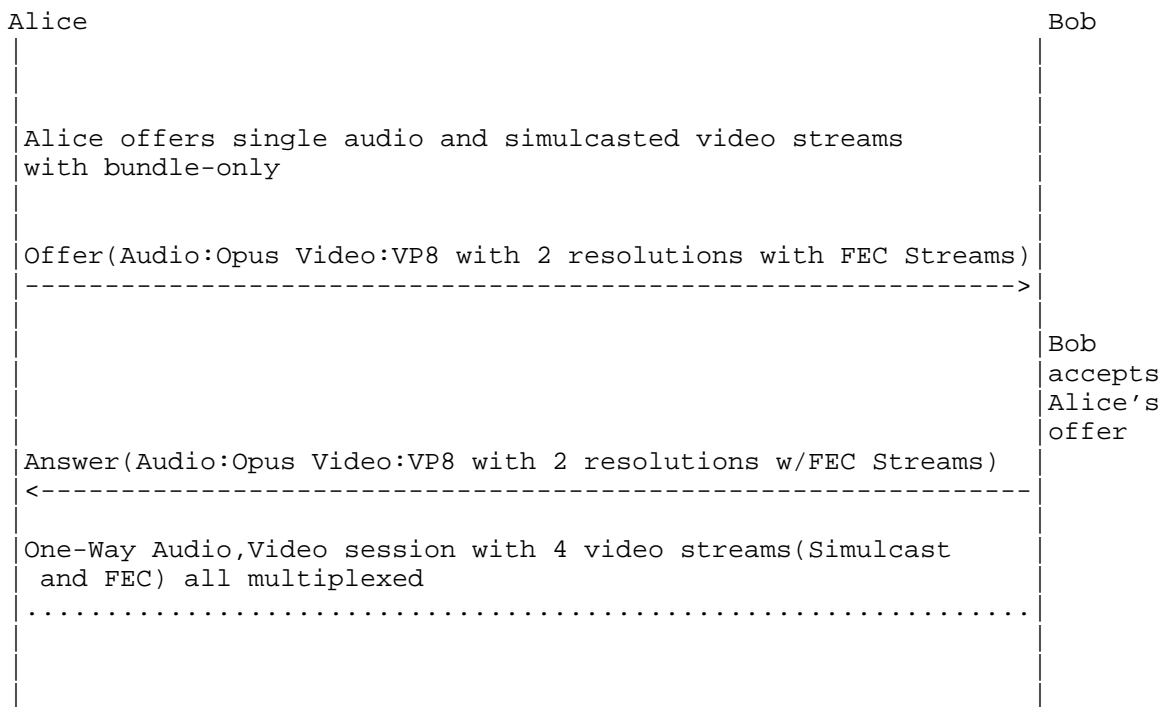 Alice Bob
Alice offers single audio and simulcasted video streams
with bundle-only
Offer(Audio:Opus Video:VP8 with 2 resolutions with FEC Streams)
Bob
accepts
Alice's
offer
Answer(Audio:Opus Video:VP8 with 2 resolutions w/FEC Streams)
One-Way Audio,Video session with 4 video streams(Simulcast
and FEC) all multiplexed